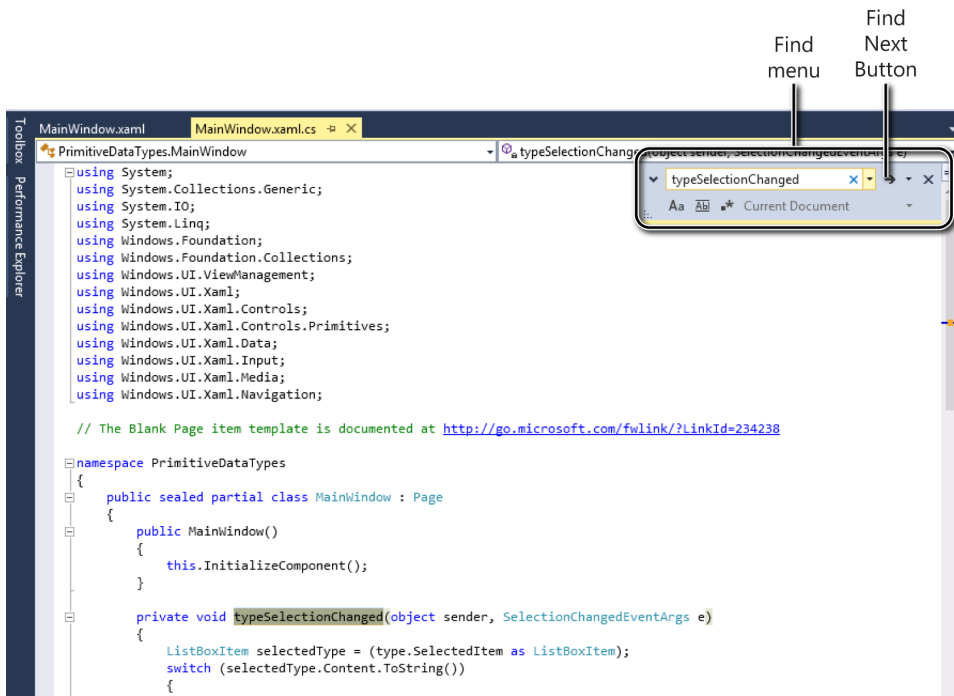 Find
menu
Find
Next
Button
Toolbox
Performance Explorer
MainWindow.xaml
MainWindow.xaml.cs
PrimitiveDataTypes.MainWindow
typeSelectionChanged(object sender, SelectionChangedEventArgs e)
typeSelectionChanged
Aa Ab .* Current Document
using System;
using System.Collections.Generic;
using System.IO;
using System.Linq;
using Windows.Foundation;
using Windows.Foundation.Collections;
using Windows.UI.ViewManagement;
using Windows.UI.Xaml;
using Windows.UI.Xaml.Controls;
using Windows.UI.Xaml.Controls.Primitives;
using Windows.UI.Xaml.Data;
using Windows.UI.Xaml.Input;
using Windows.UI.Xaml.Media;
using Windows.UI.Xaml.Navigation;
// The Blank Page item template is documented at http://go.microsoft.com/fwlink/?LinkId=234238
namespace PrimitiveDataTypes
{
public sealed partial class MainWindow : Page
{
public MainWindow()
{
this.InitializeComponent();
}
private void typeSelectionChanged(object sender, SelectionChangedEventArgs e)
{
ListBoxItem selectedType = (type.SelectedItem as ListBoxItem);
switch (selectedType.Content.ToString())
{